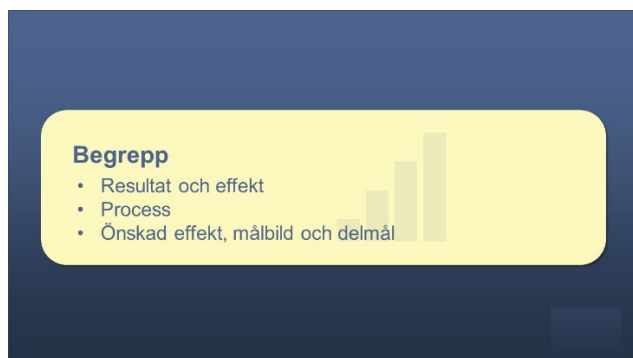 Begrepp
• Resultat och effekt
• Process
• Önskad effekt, målbild och delmål